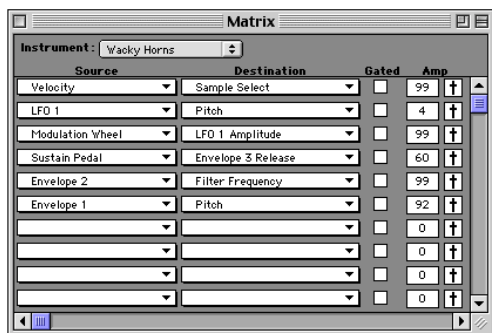 Matrix
Instrument: Wacky Horns
Source Destination Gated Amp
Velocity Sample Select 99
LFO 1 Pitch 4
Modulation Wheel LFO 1 Amplitude 99
Sustain Pedal Envelope 3 Release 60
Envelope 2 Filter Frequency 99
Envelope 1 Pitch 92
0
0
0
0